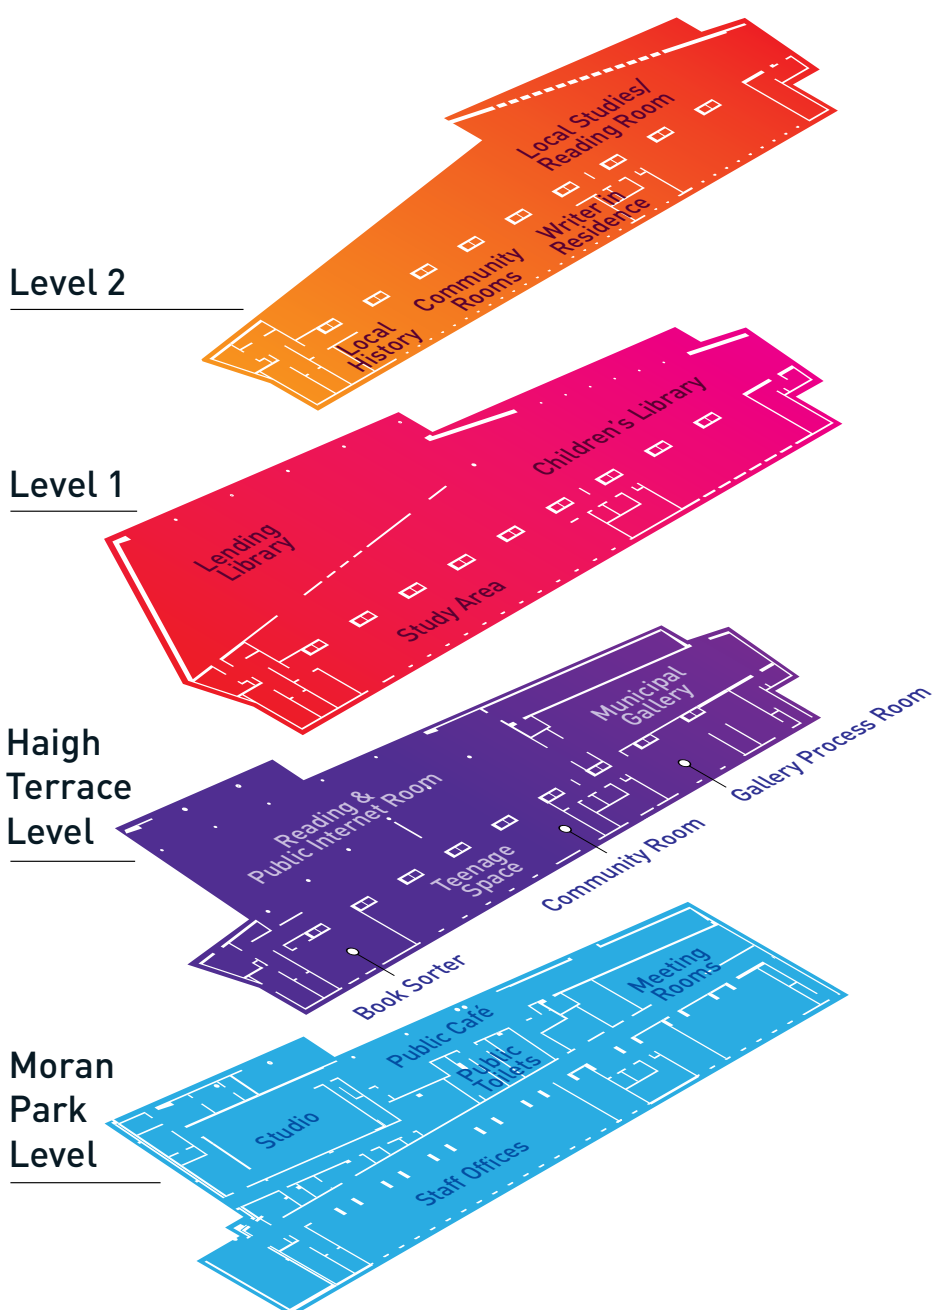 Local Studies/
Reading Room
Writer in
Residence
Community
Rooms
Local
History
Level 2
Children's Library
Lending
Library
Study Area
Level 1
Municipal
Gallery
Gallery Process Room
Reading &
Public Internet Room
Teenage
Space
Community Room
Book Sorter
Haigh
Terrace
Level
Meeting
Rooms
Public Café
Public
Toilets
Studio
Staff Offices
Moran
Park
Level